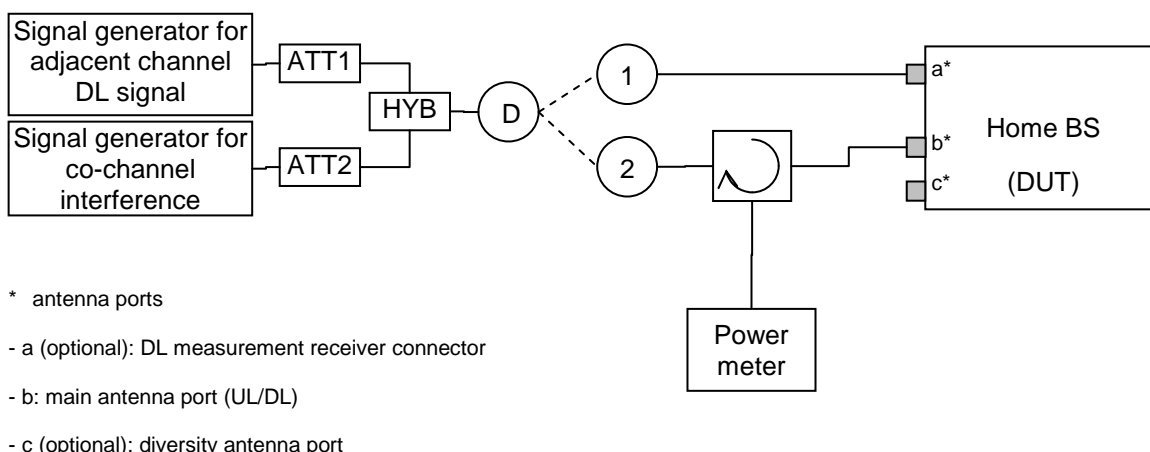 Signal generator for
adjacent channel
DL signal
ATT1
HYB
D
Signal generator for
co-channel
interference
ATT2
1
2
a*
b*
c*
Home BS
(DUT)
Power
meter
* antenna ports
- a (optional): DL measurement receiver connector
- b: main antenna port (UL/DL)
- c (optional): diversity antenna port